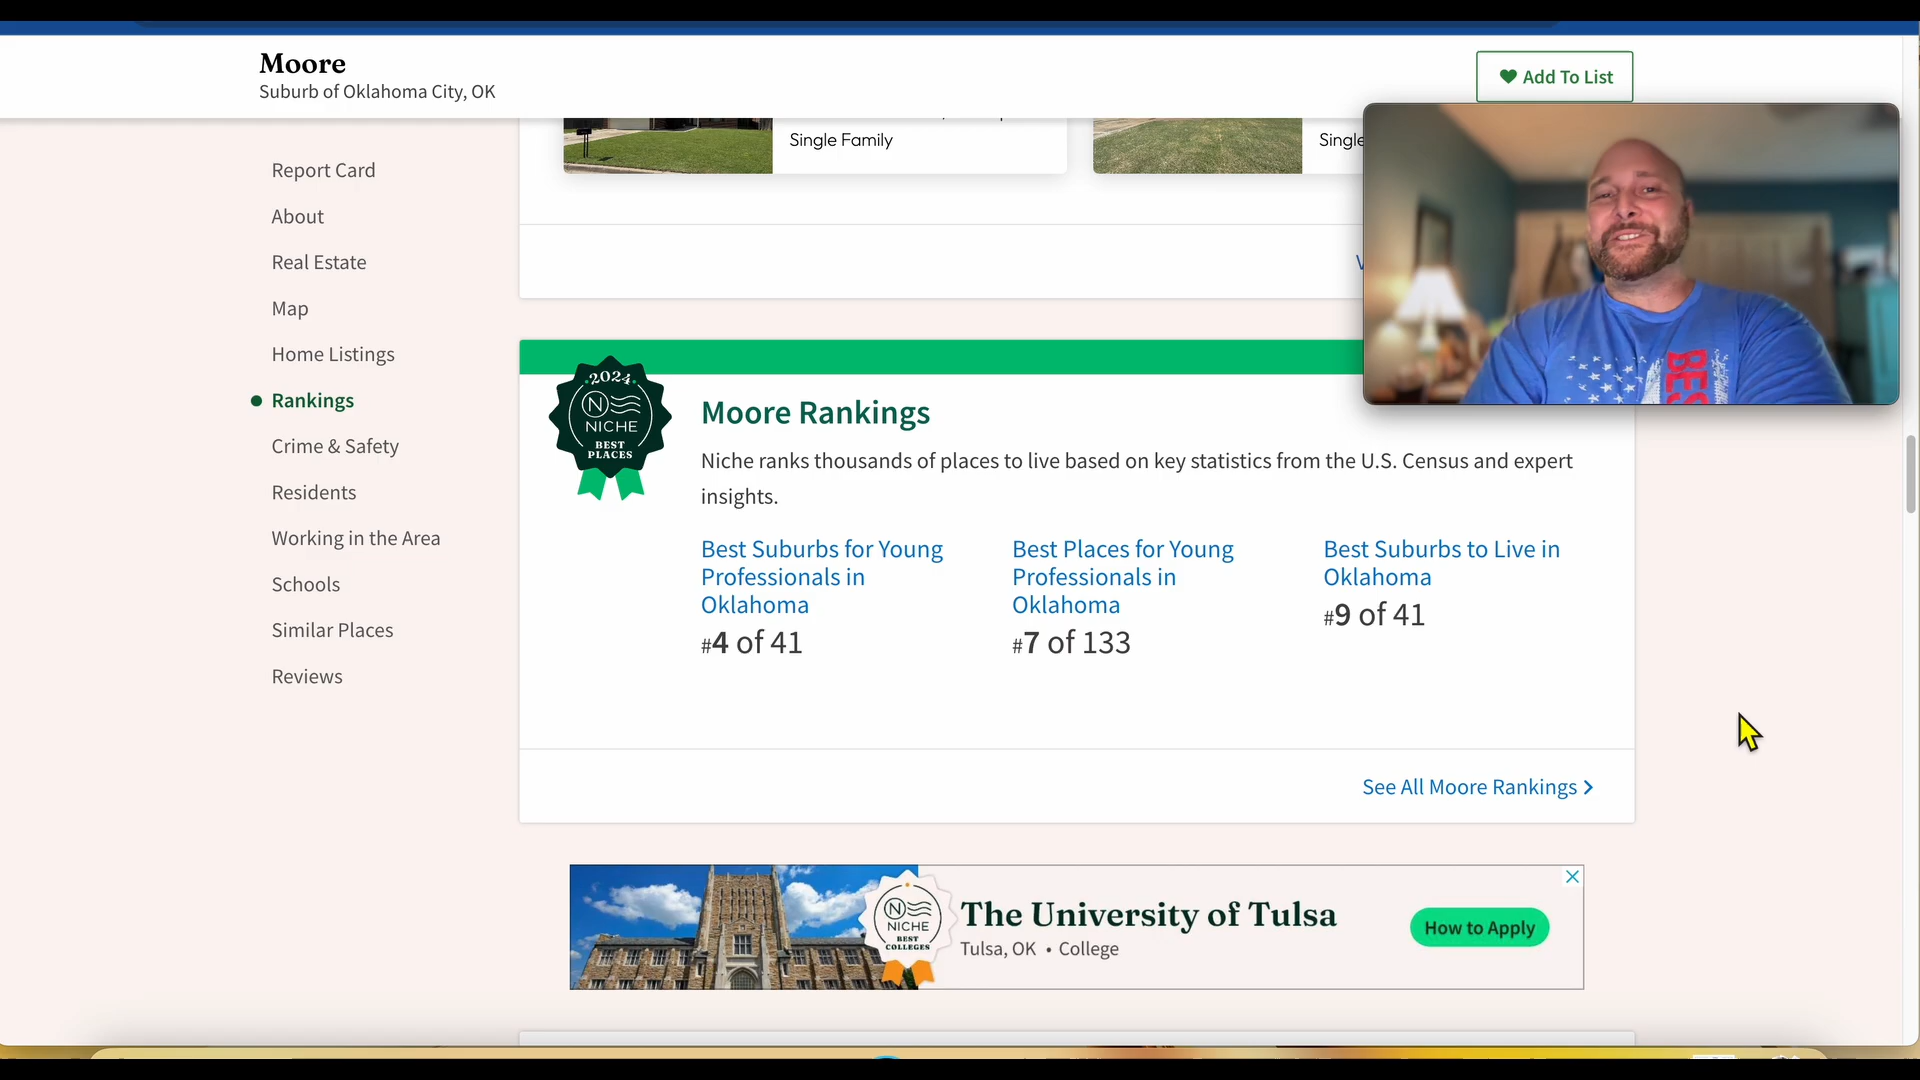 Moore
Suburb of Oklahoma City, OK
Add To List
Single Family
Report Card
About
Real Estate
Map
Home Listings
Rankings
Crime & Safety
Residents
Working in the Area
Schools
Similar Places
Reviews
2024
N
NICHE
BEST
PLACES
Moore Rankings
Niche ranks thousands of places to live based on key statistics from the U.S. Census and expert
insights.
Best Suburbs for Young
Professionals in
Oklahoma
#4 of 41
Best Places for Young
Professionals in
Oklahoma
#7 of 133
Best Suburbs to Live in
Oklahoma
#9 of 41
See All Moore Rankings
N
NICHE
BEST
COLLEGES
The University of Tulsa
Tulsa, OK • College
How to Apply